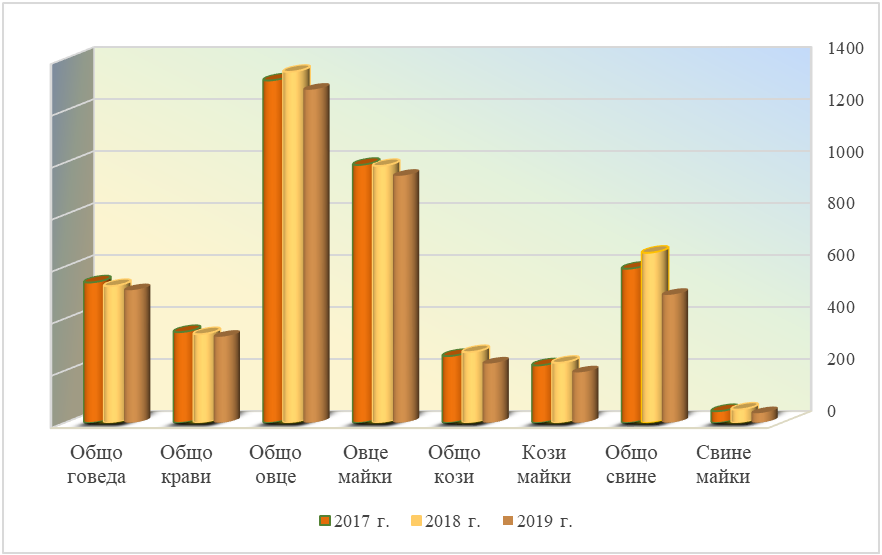 1400
1200
1000
800
600
400
200
0
Общо говеда
Общо крави
Общо овце
Овце майки
Общо кози
Кози майки
Общо свине
Свине майки
2017 г. 2018 г. 2019 г.